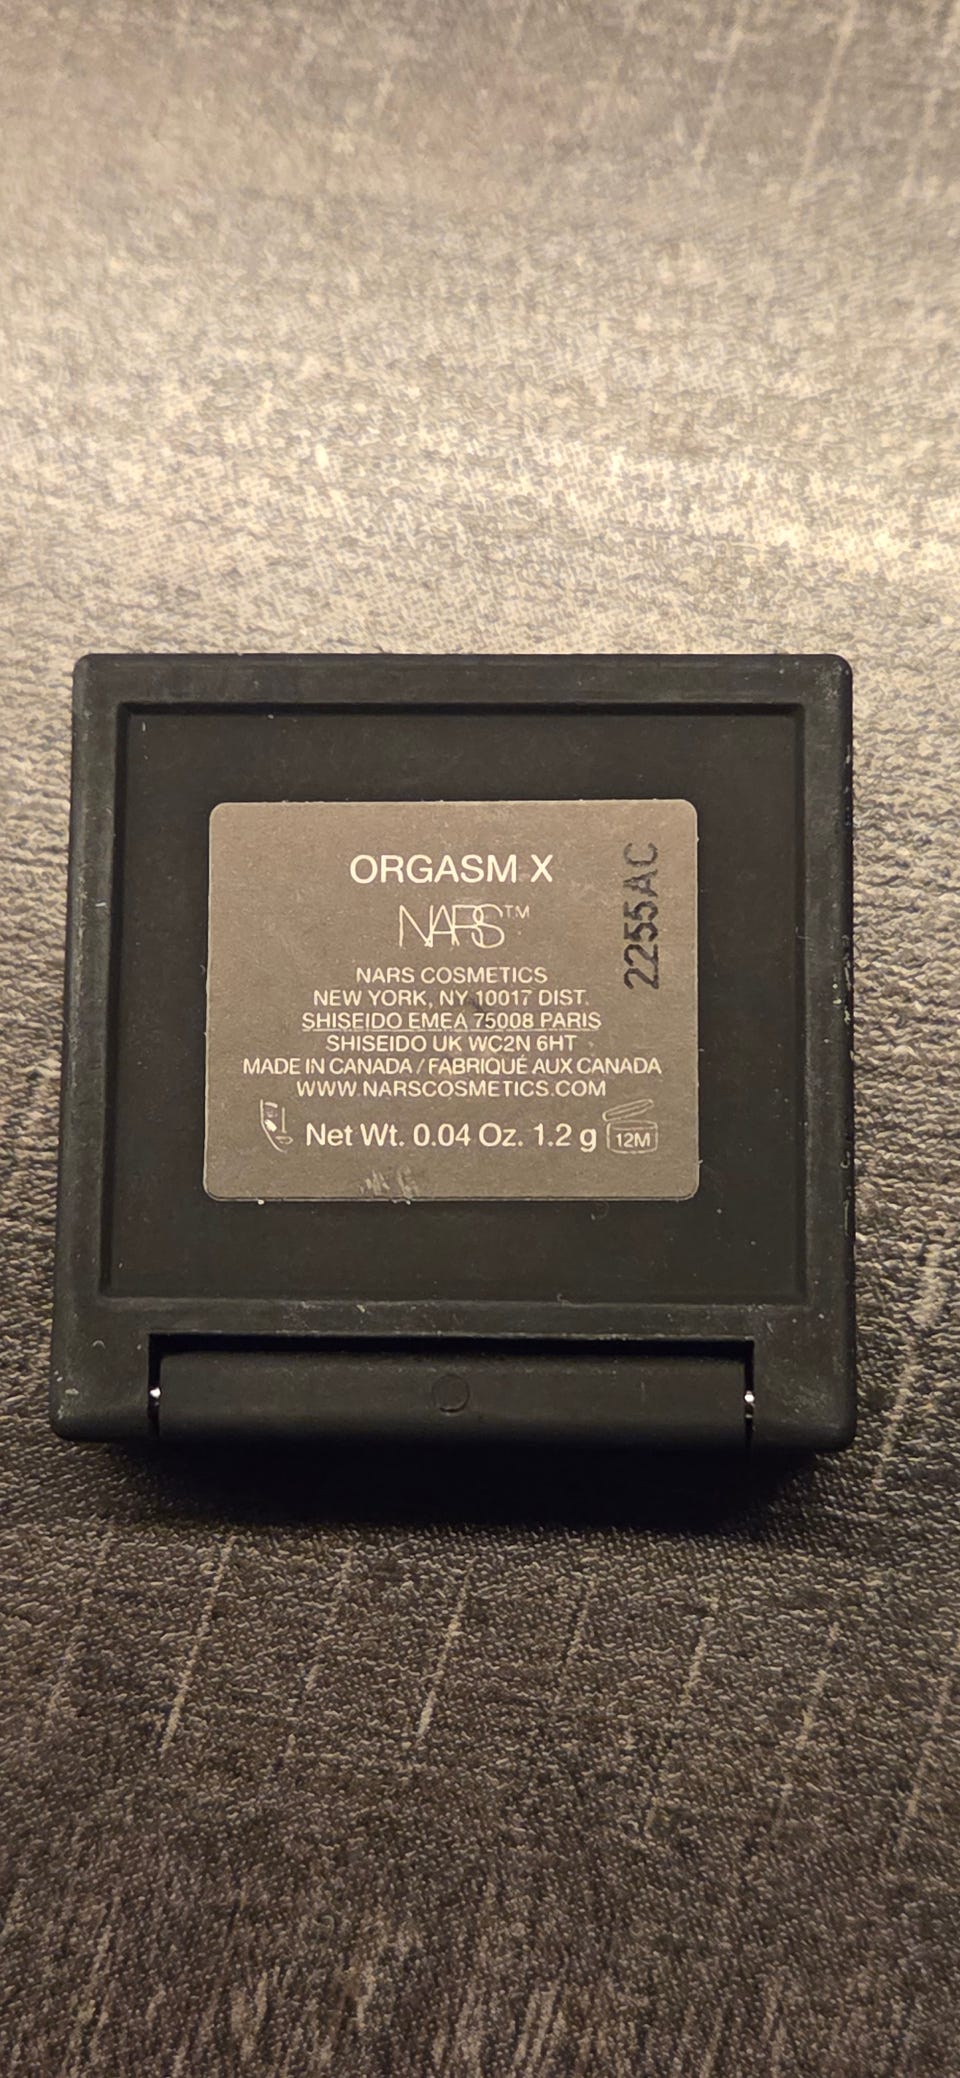 ORGASM X
NARS™
NARS COSMETICS
NEW YORK, NY 10017 DIST.
SHISEIDO EMEA 75008 PARIS
SHISEIDO UK WC2N 6HT
MADE IN CANADA / FABRIQUÉ AUX CANADA
WWW.NARSCOSMETICS.COM
Net Wt. 0.04 Oz. 1.2 g 12M
2255AC